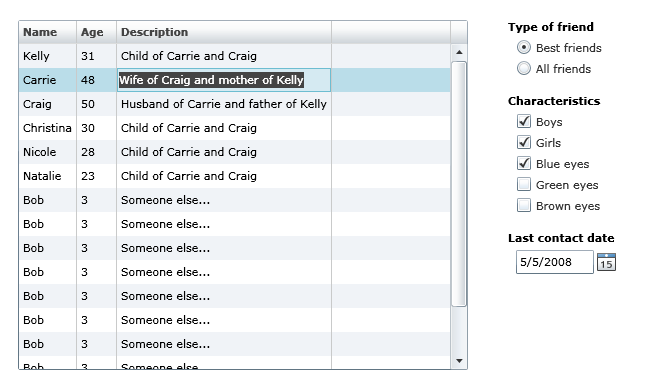 Name Age Description
Kelly 31 Child of Carrie and Craig
Carrie 48 Wife of Craig and mother of Kelly
Craig 50 Husband of Carrie and father of Kelly
Christina 30 Child of Carrie and Craig
Nicole 28 Child of Carrie and Craig
Natalie 23 Child of Carrie and Craig
Bob 3 Someone else...
Bob 3 Someone else...
Bob 3 Someone else...
Bob 3 Someone else...
Bob 3 Someone else...
Bob 3 Someone else...
Bob 3 Someone else...
Bob 3 Someone else...
Type of friend
Best friends
All friends
Characteristics
Boys
Girls
Blue eyes
Green eyes
Brown eyes
Last contact date
5/5/2008 15